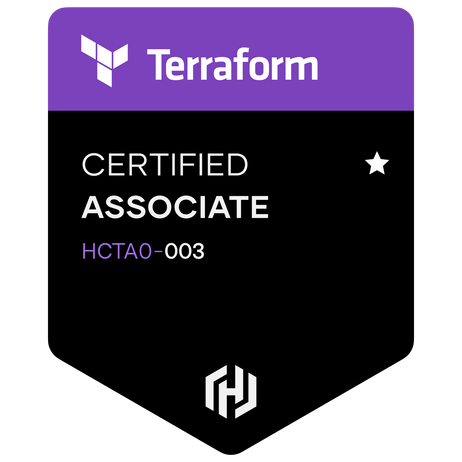 Terraform
CERTIFIED
ASSOCIATE
HCTA0-003